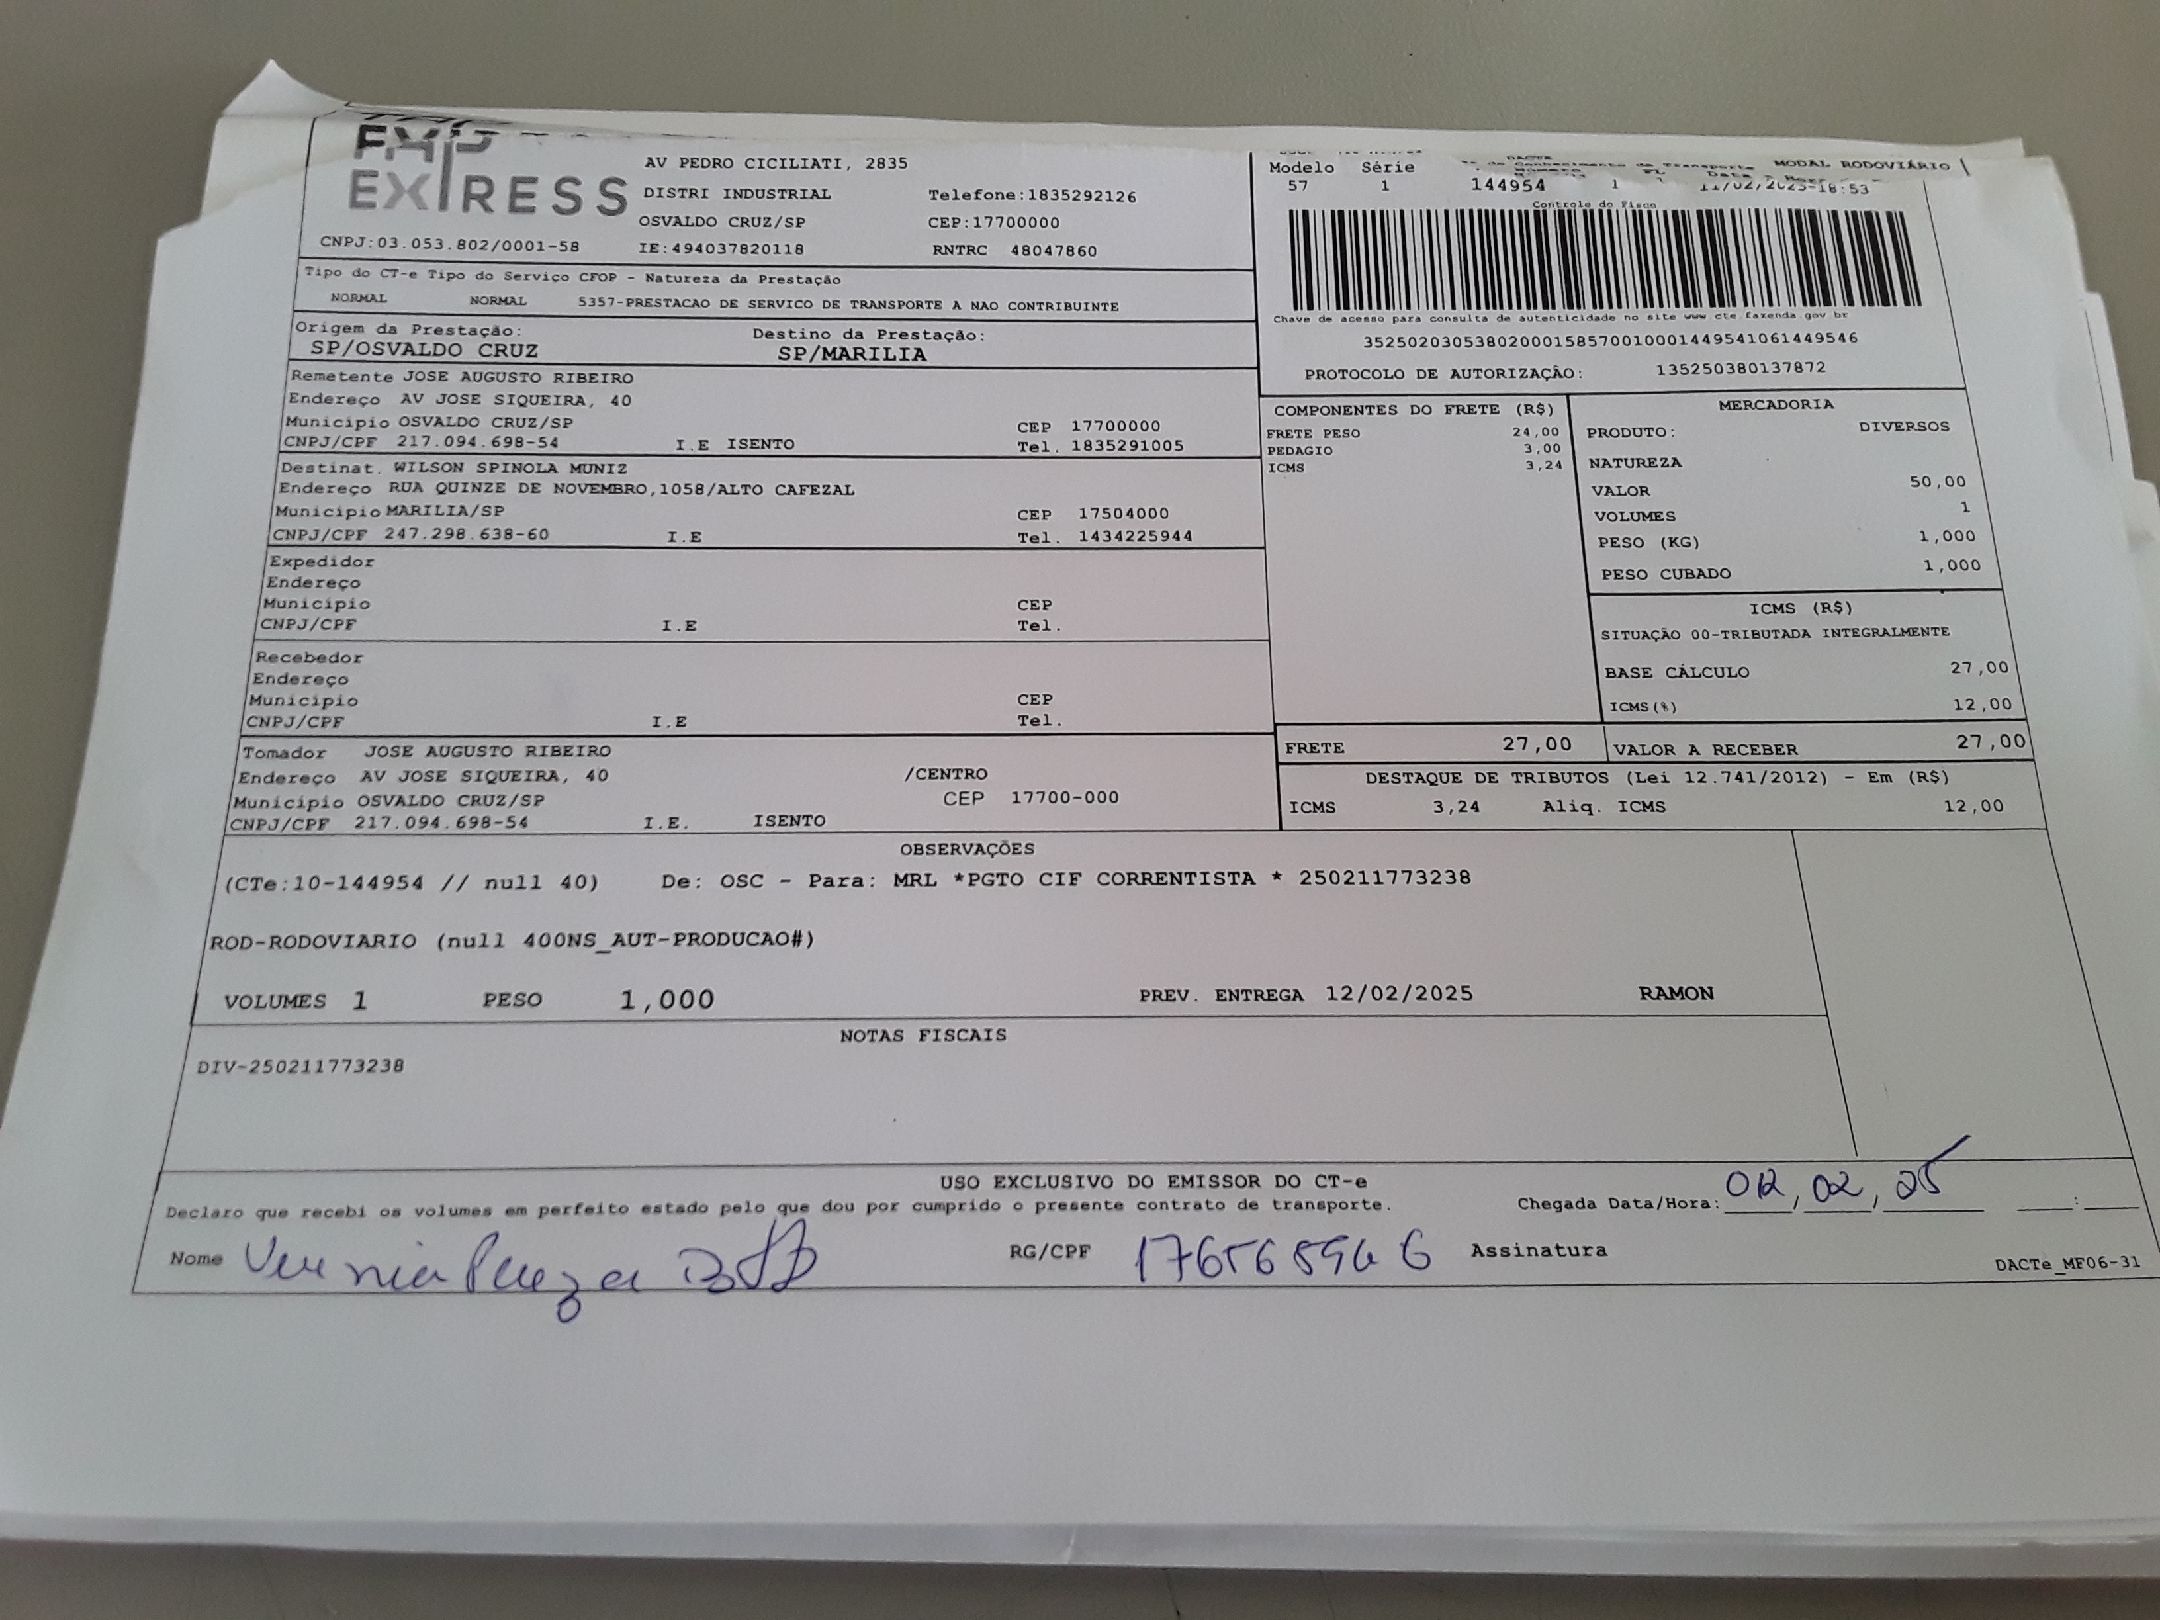 EXPRESS
AV PEDRO CICILIATI, 2835
DISTRI INDUSTRIAL Telefone:1835292126
OSVALDO CRUZ/SP CEP:17700000
CNPJ:03.053.802/0001-58 IE:494037820118 RNTRC 48047860
Tipo do CT-e Tipo do Serviço CFOP - Natureza da Prestação
NORMAL NORMAL 5357-PRESTACAO DE SERVICO DE TRANSPORTE A NAO CONTRIBUINTE
Origem da Prestação: Destino da Prestação:
SP/OSVALDO CRUZ SP/MARILIA
Remetente JOSE AUGUSTO RIBEIRO
Endereço AV JOSE SIQUEIRA, 40
Município OSVALDO CRUZ/SP CEP 17700000
CNPJ/CPF 217.094.698-54 I.E ISENTO Tel. 1835291005
Destinat. WILSON SPINOLA MUNIZ
Endereço RUA QUINZE DE NOVEMBRO,1058/ALTO CAFEZAL
Município MARILIA/SP CEP 17504000
CNPJ/CPF 247.298.638-60 I.E Tel. 1434225944
Expedidor
Endereço
Município CEP
CNPJ/CPF I.E Tel.
Recebedor
Endereço
Município CEP
CNPJ/CPF I.E Tel.
Tomador JOSE AUGUSTO RIBEIRO
Endereço AV JOSE SIQUEIRA, 40 /CENTRO
Município OSVALDO CRUZ/SP CEP 17700-000
CNPJ/CPF 217.094.698-54 I.E. ISENTO
DACTE MODAL RODOVIÁRIO
Modelo Série
57 1 144954 1 11/02/2025-18:53
Controle do Fisco
Chave de acesso para consulta de autenticidade no site www.cte.fazenda.gov.br
35250203053802000158570010001449541061449546
PROTOCOLO DE AUTORIZAÇÃO: 135250380137872
COMPONENTES DO FRETE (R$)
FRETE PESO 24,00
PEDAGIO 3,00
ICMS 3,24
MERCADORIA
PRODUTO: DIVERSOS
NATUREZA
VALOR 50,00
VOLUMES 1
PESO (KG) 1,000
PESO CUBADO 1,000
ICMS (R$)
SITUAÇÃO 00-TRIBUTADA INTEGRALMENTE
BASE CÁLCULO 27,00
ICMS(%) 12,00
FRETE 27,00 VALOR A RECEBER 27,00
DESTAQUE DE TRIBUTOS (Lei 12.741/2012) - Em (R$)
ICMS 3,24 Aliq. ICMS 12,00
OBSERVAÇÕES
(CTe:10-144954 // null 40) De: OSC - Para: MRL *PGTO CIF CORRENTISTA * 250211773238
ROD-RODOVIARIO (null 400NS_AUT-PRODUCAO#)
VOLUMES 1 PESO 1,000 PREV. ENTREGA 12/02/2025 RAMON
NOTAS FISCAIS
DIV-250211773238
USO EXCLUSIVO DO EMISSOR DO CT-e
Declaro que recebi os volumes em perfeito estado pelo que dou por cumprido o presente contrato de transporte. Chegada Data/Hora: 02 25
Nome RG/CPF Assinatura
DACTe_MF06-31